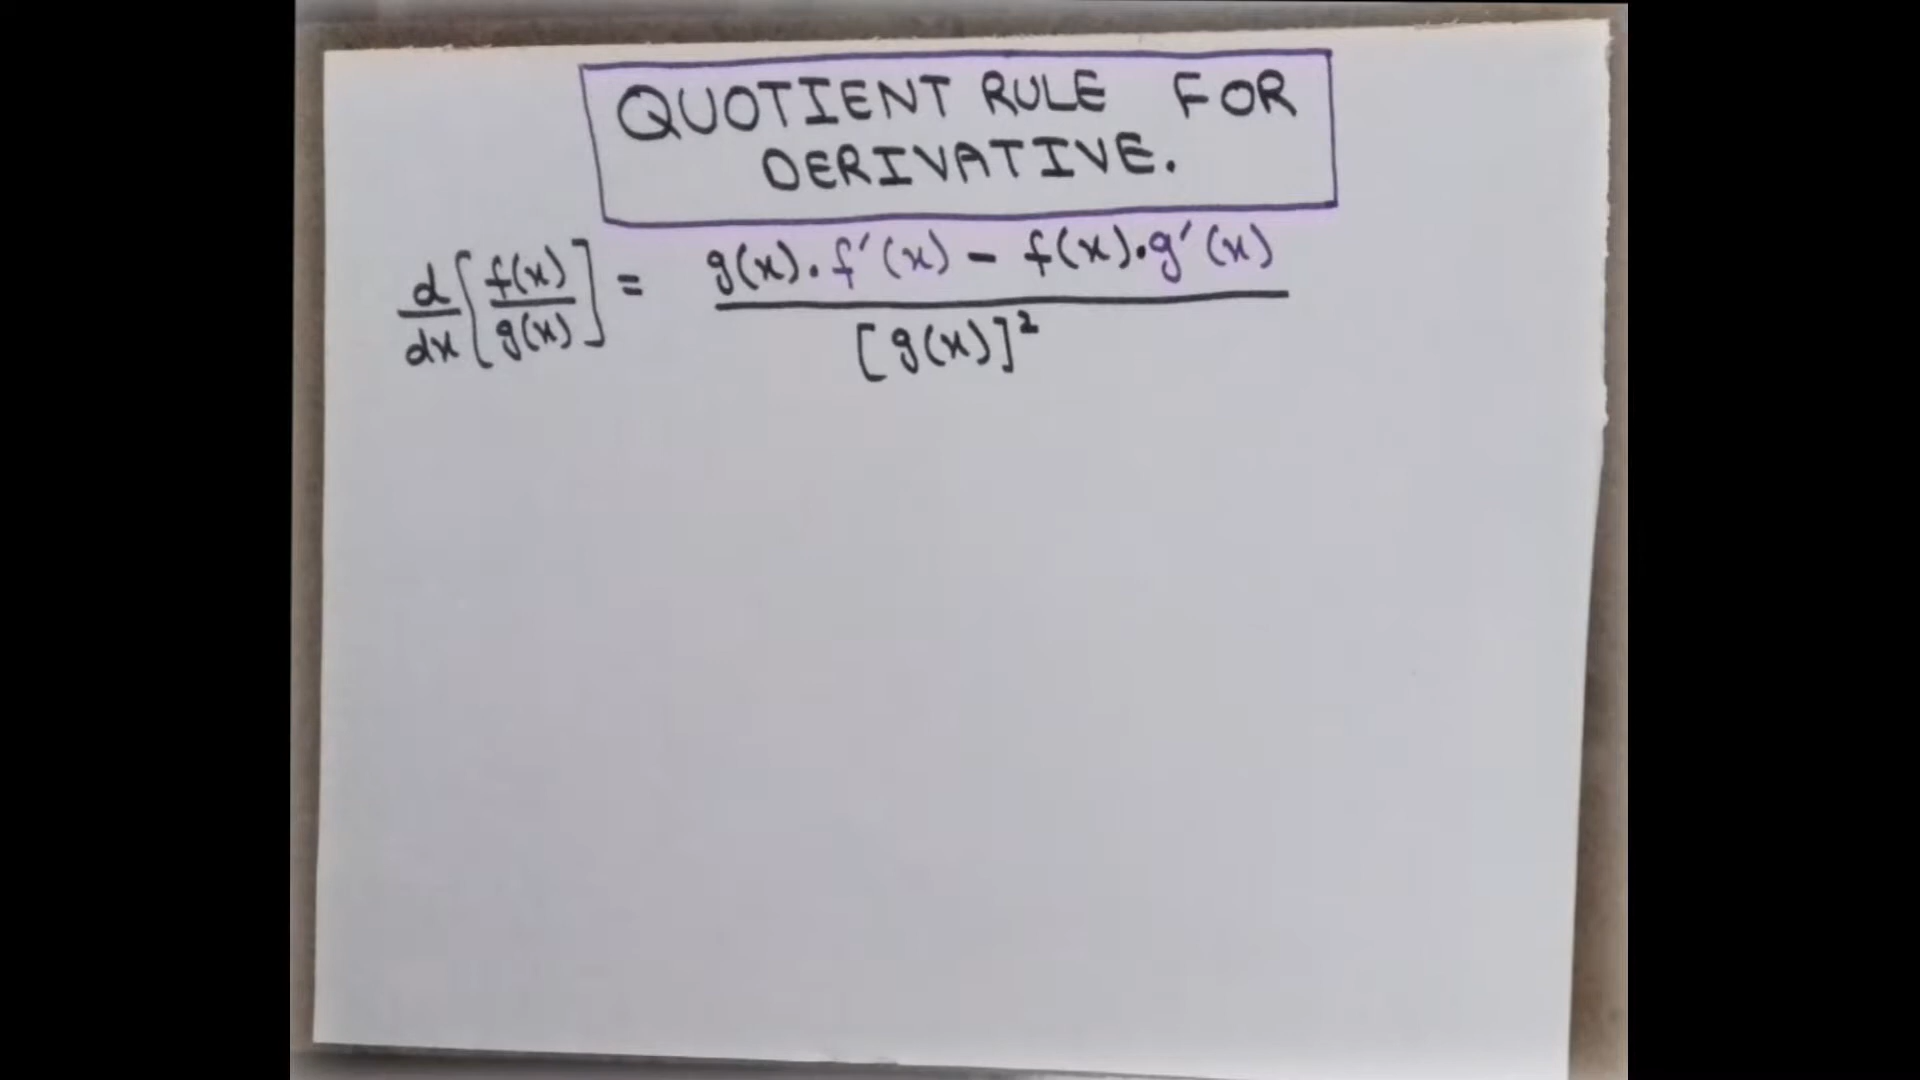 QUOTIENT RULE FOR
DERIVATIVE.
d/dx [f(x)/g(x)] = g(x)·f'(x) - f(x)·g'(x) / [g(x)]²